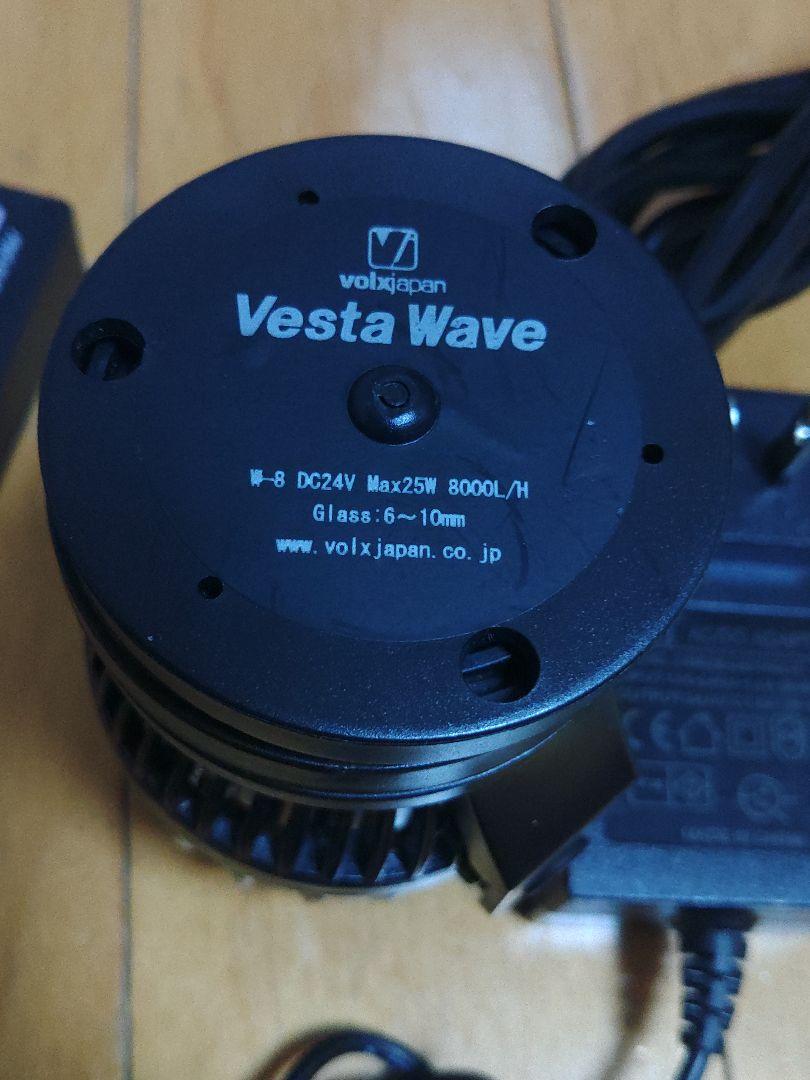 volxjapan
Vesta Wave
W-8 DC24V Max25W 8000L/H
Glass:6～10mm
www.volxjapan.co.jp